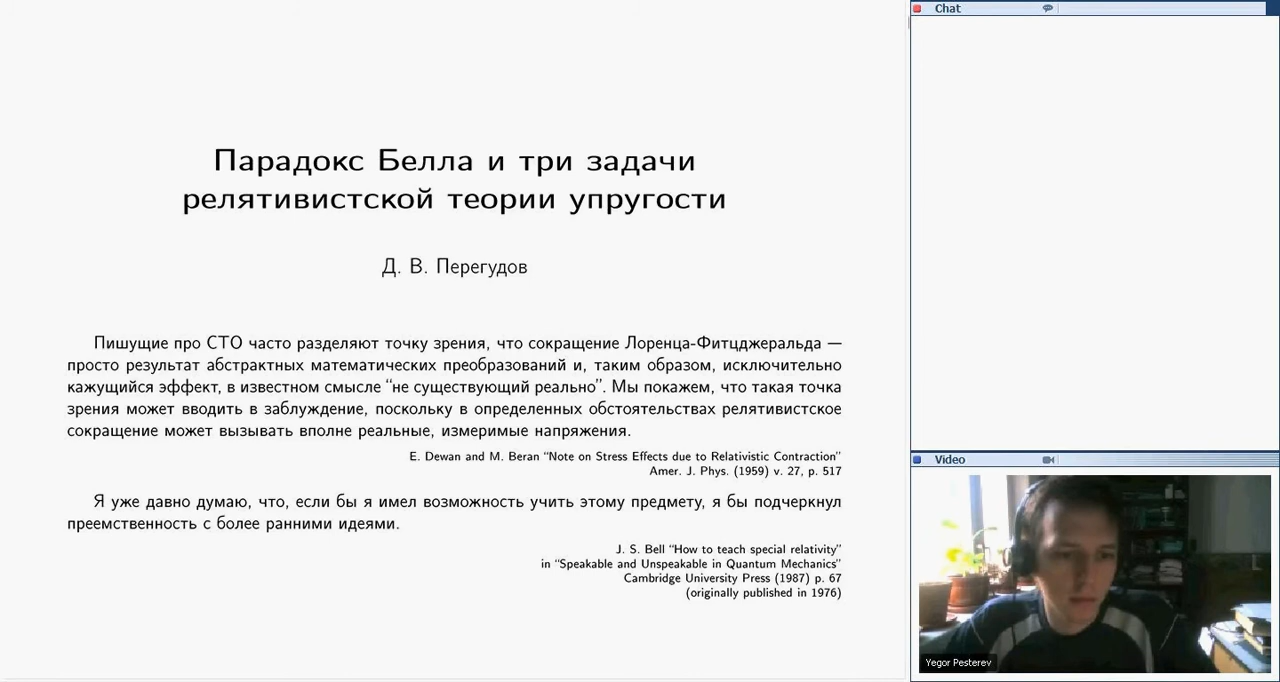 Парадокс Белла и три задачи
релятивистской теории упругости
Д. В. Перегудов
Пишущие про СТО часто разделяют точку зрения, что сокращение Лоренца-Фитцджеральда —
просто результат абстрактных математических преобразований и, таким образом, исключительно
кажущийся эффект, в известном смысле “не существующий реально”. Мы покажем, что такая точка
зрения может вводить в заблуждение, поскольку в определенных обстоятельствах релятивистское
сокращение может вызывать вполне реальные, измеримые напряжения.
E. Dewan and M. Beran “Note on Stress Effects due to Relativistic Contraction”
Amer. J. Phys. (1959) v. 27, p. 517
Я уже давно думаю, что, если бы я имел возможность учить этому предмету, я бы подчеркнул
преемственность с более ранними идеями.
J. S. Bell “How to teach special relativity”
in “Speakable and Unspeakable in Quantum Mechanics”
Cambridge University Press (1987) p. 67
(originally published in 1976)
Chat
Video
Yegor Pesterev